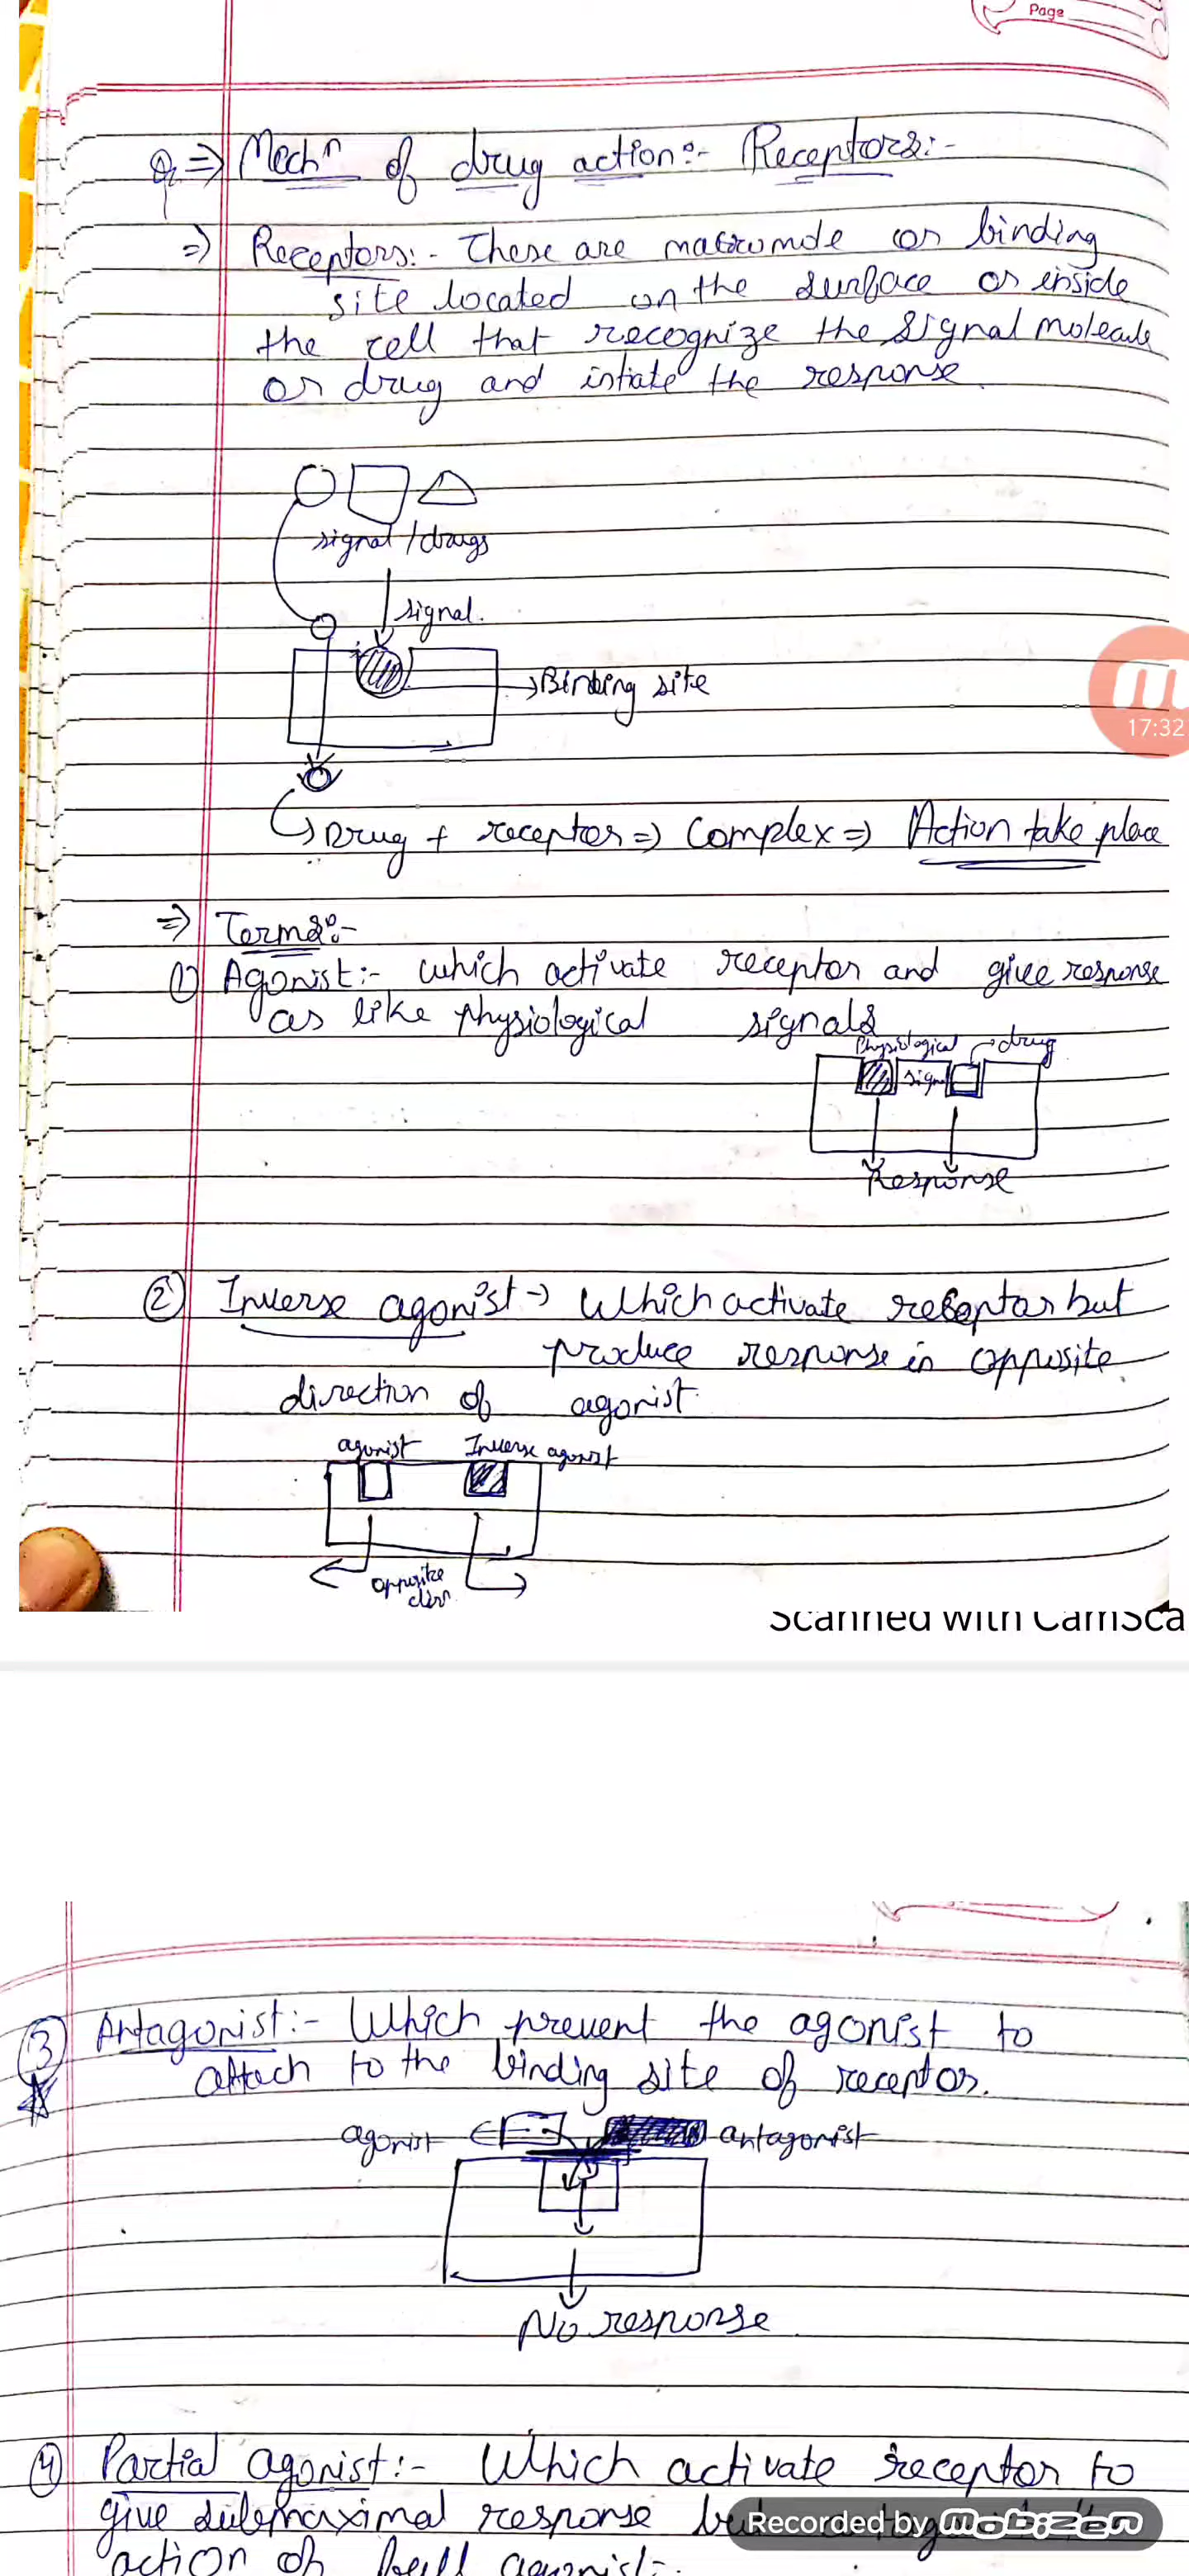 Page
Q ⇒ Mechn of drug action:- Receptors:-
⇒ Receptors:- These are macromole or binding
site located on the surface or inside
the cell that recognize the signal molecule
or drug and intiate the response.
signal / drugs
signal.
→ Binding site
17:32
→ Drug + receptor ⇒ Complex ⇒ Action take place
⇒ Terms:-
① Agonist:- which activate receptor and give response
as like physiological signals
Physiological drug
sign
Response
② Inverse agonist → Which activate receptor but
produce response in opposite
direction of agonist.
agonist Inverse agonist
opposite
dirn.
Scanned with CamSca
③ Antagonist:- Which prevent the agonist to
attach to the binding site of receptor.
agonist antagonist
No response
④ Partial agonist:- Which activate receptor to
give submaximal response but
Recorded by mobizen
action of full agonist.